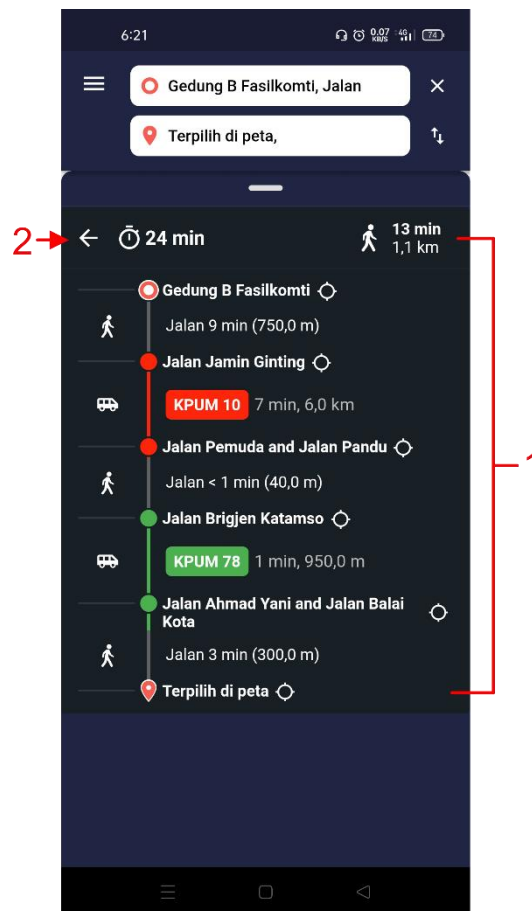 6:21
0.07 KB/S 4G 74
Gedung B Fasilkomti, Jalan
Terpilih di peta,
2
24 min
13 min
1,1 km
Gedung B Fasilkomti
Jalan 9 min (750,0 m)
Jalan Jamin Ginting
KPUM 10 7 min, 6,0 km
Jalan Pemuda and Jalan Pandu
1
Jalan < 1 min (40,0 m)
Jalan Brigjen Katamso
KPUM 78 1 min, 950,0 m
Jalan Ahmad Yani and Jalan Balai
Kota
Jalan 3 min (300,0 m)
Terpilih di peta